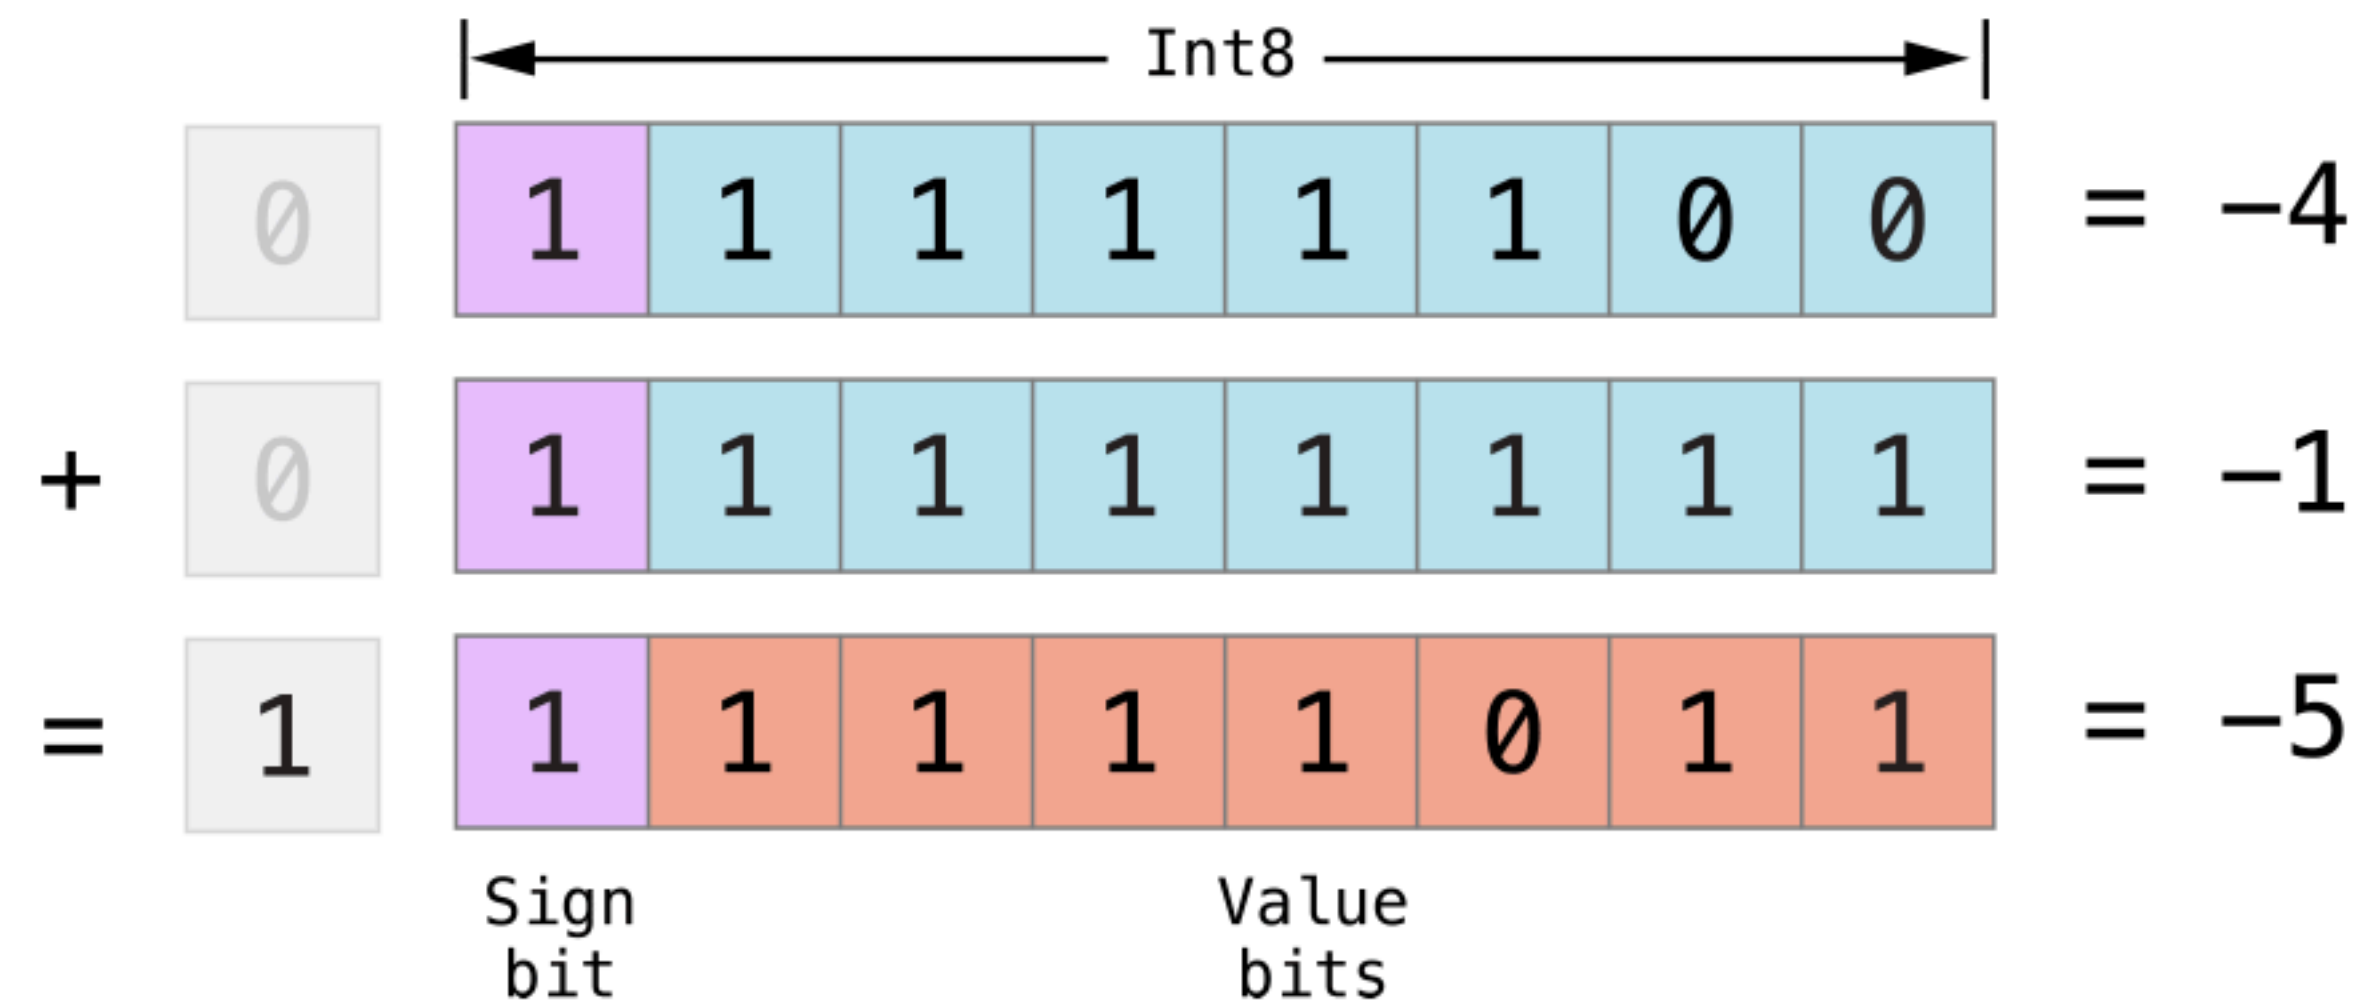 Int8
0 1 1 1 1 1 1 0 0 = −4
+ 0 1 1 1 1 1 1 1 1 = −1
= 1 1 1 1 1 1 0 1 1 = −5
Sign bit
Value bits